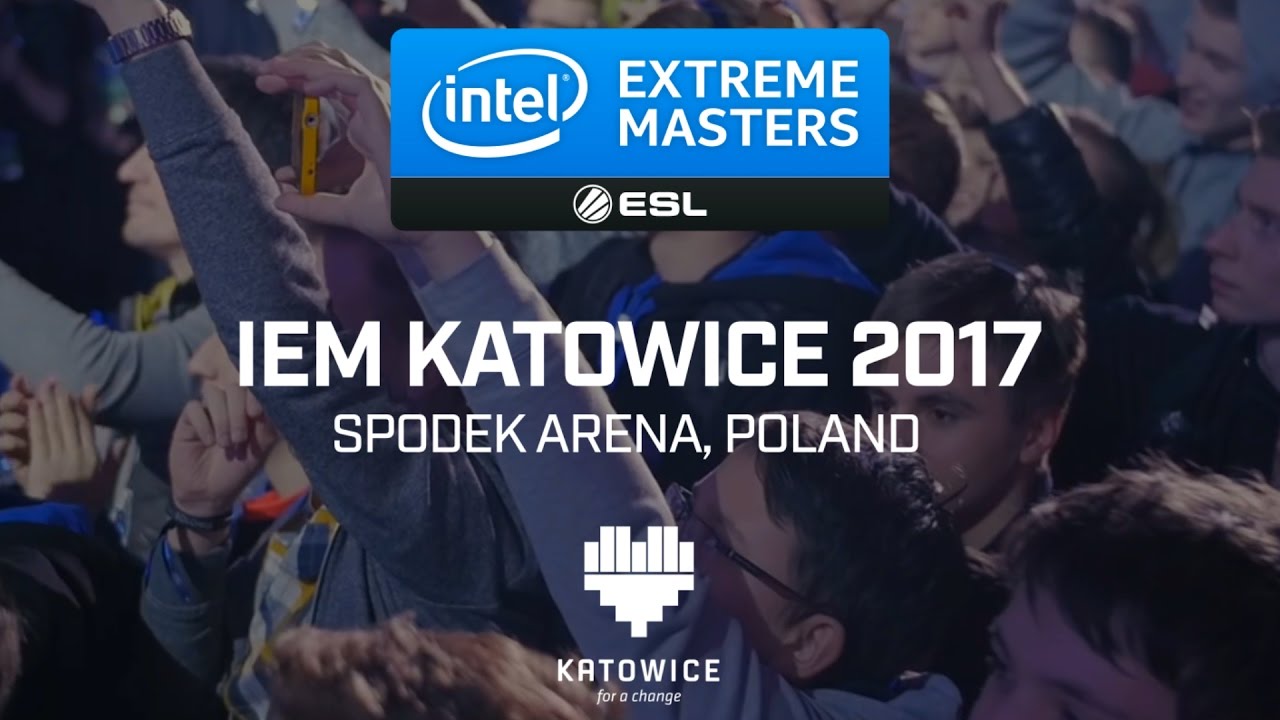 intel®
EXTREME
MASTERS
ESL
IEM KATOWICE 2017
SPODEK ARENA, POLAND
KATOWICE
for a change